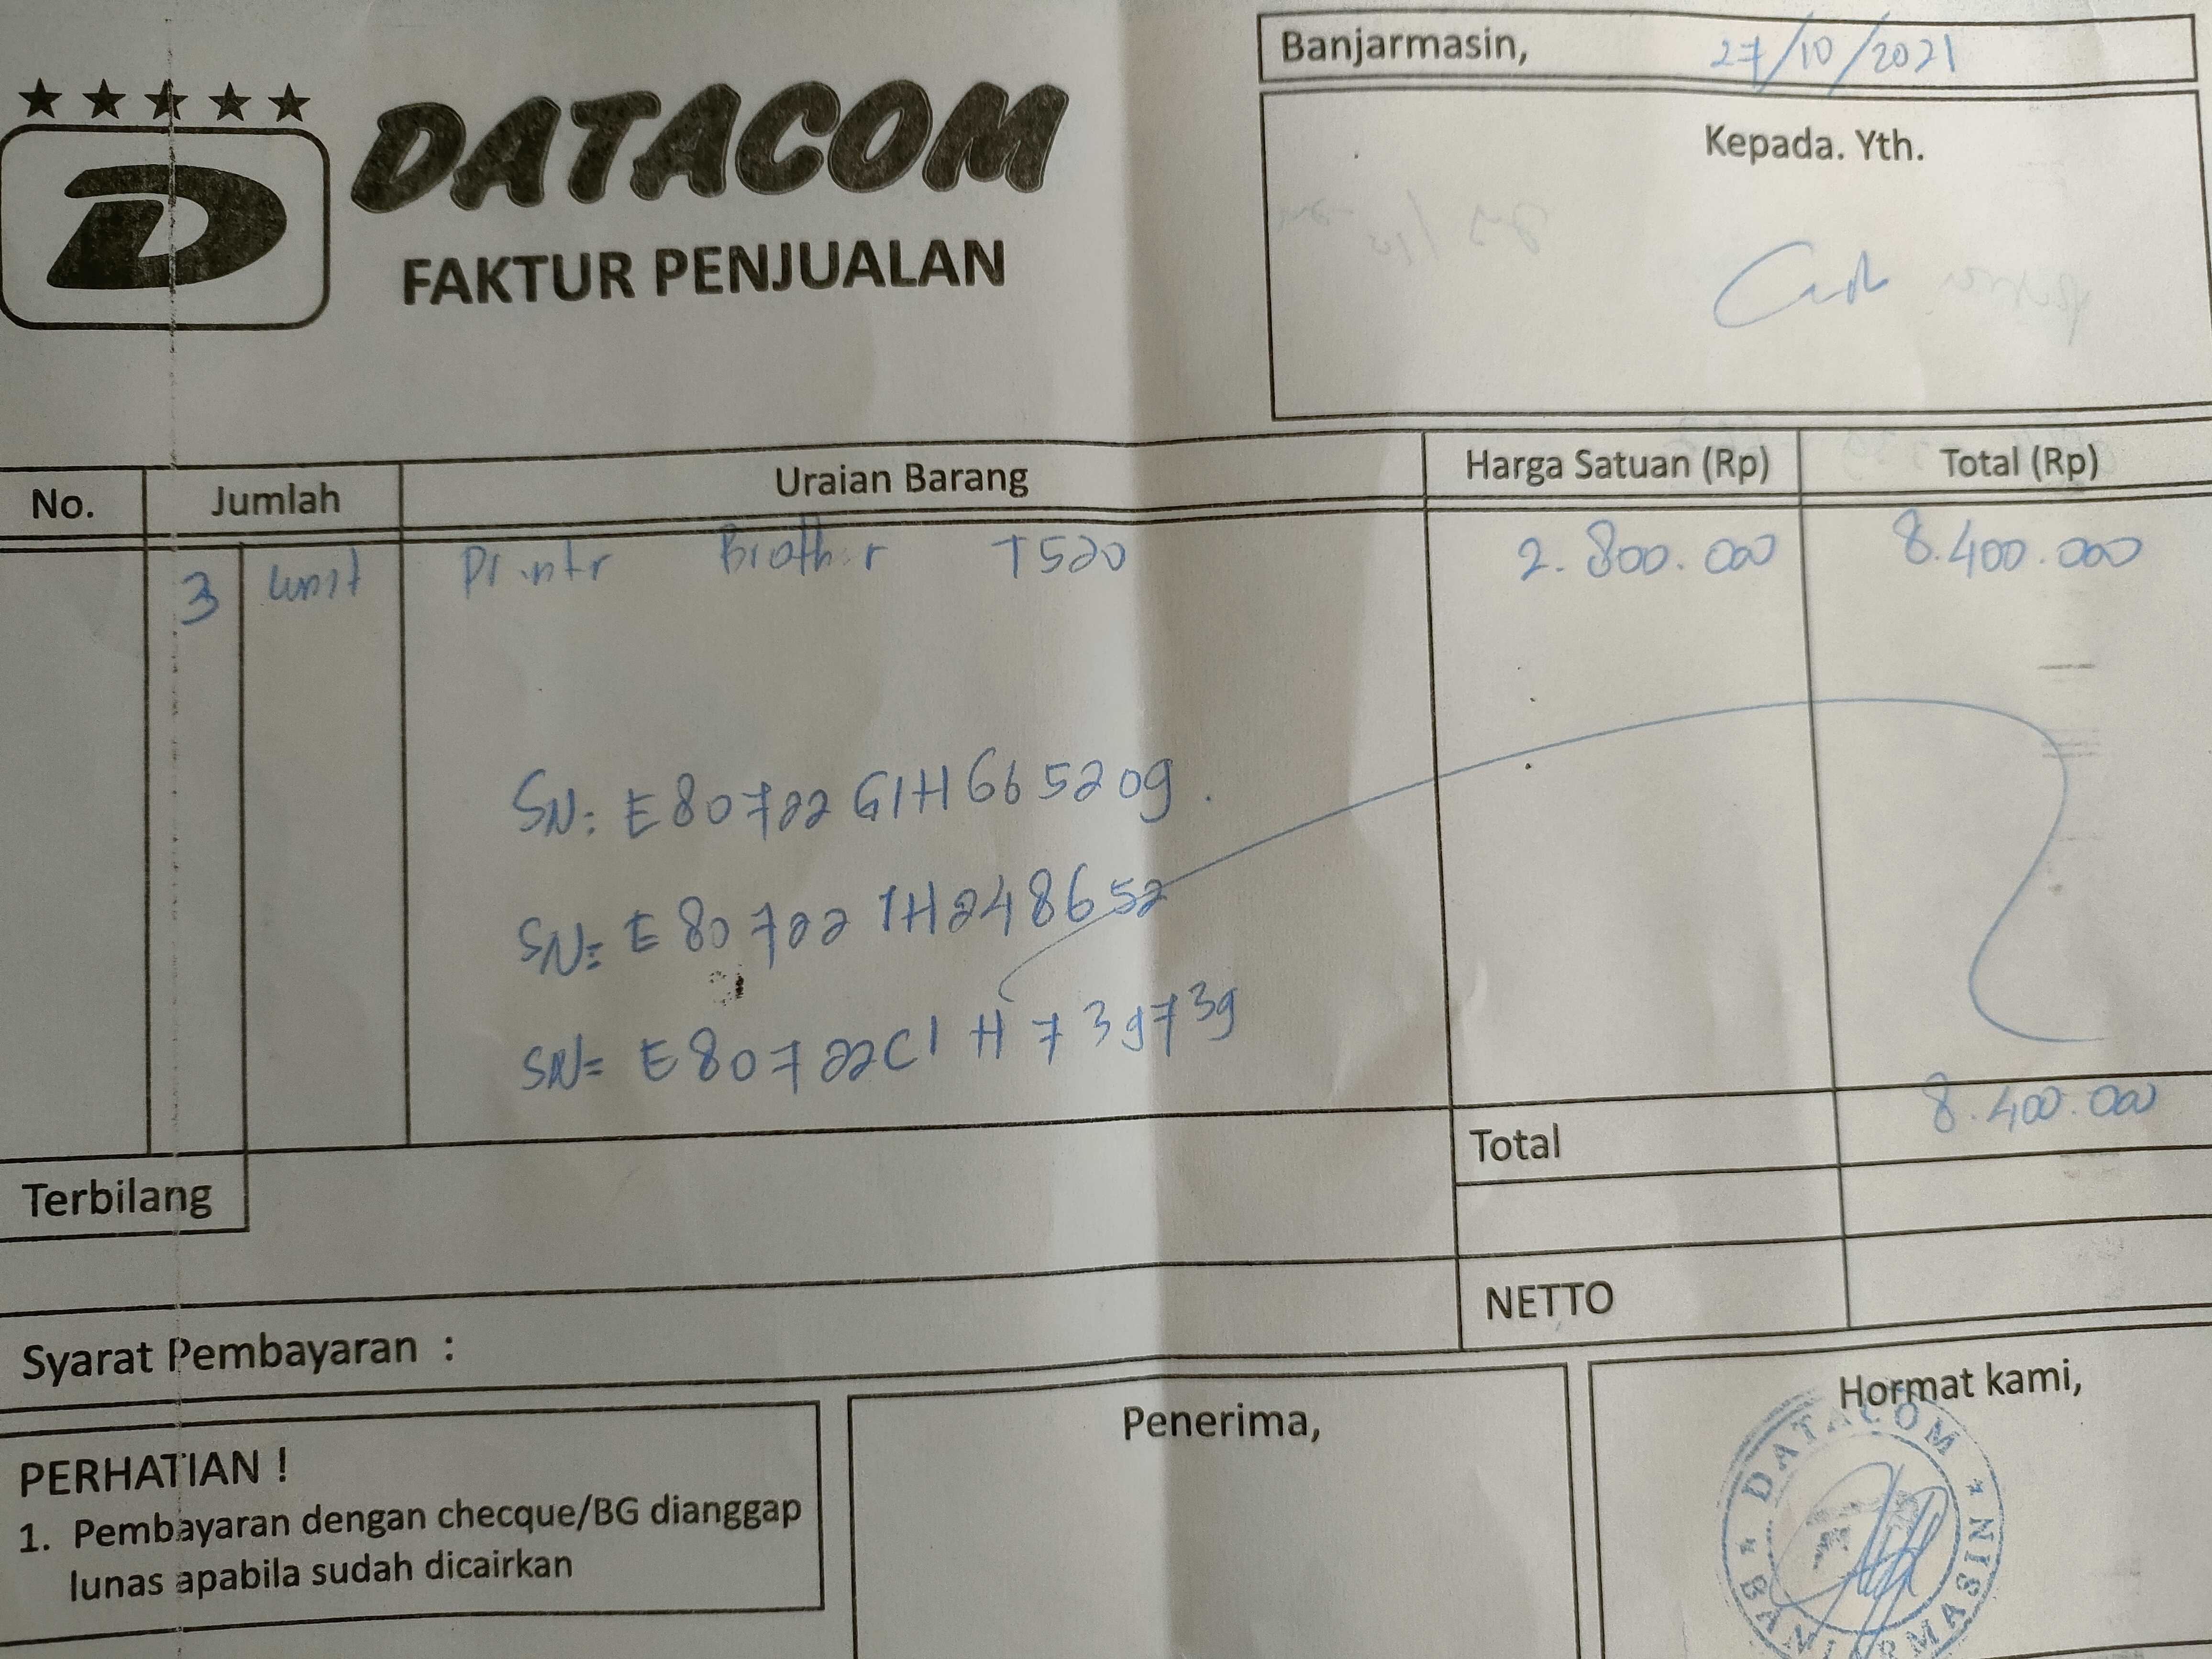 DATACOM
FAKTUR PENJUALAN
Banjarmasin, 27/10/2021
Kepada. Yth.
Cash
No. Jumlah Uraian Barang Harga Satuan (Rp) Total (Rp)
3 unit Printr Brother T520 2.800.000 8.400.000
SN: E80722G1H665209.
SN= E807221H248652
SN= E80722C1H739739
Total 8.400.000
Terbilang
NETTO
Syarat Pembayaran :
PERHATIAN !
1. Pembayaran dengan checque/BG dianggap
lunas apabila sudah dicairkan
Penerima,
Hormat kami,
DATACOM
BANJARMASIN